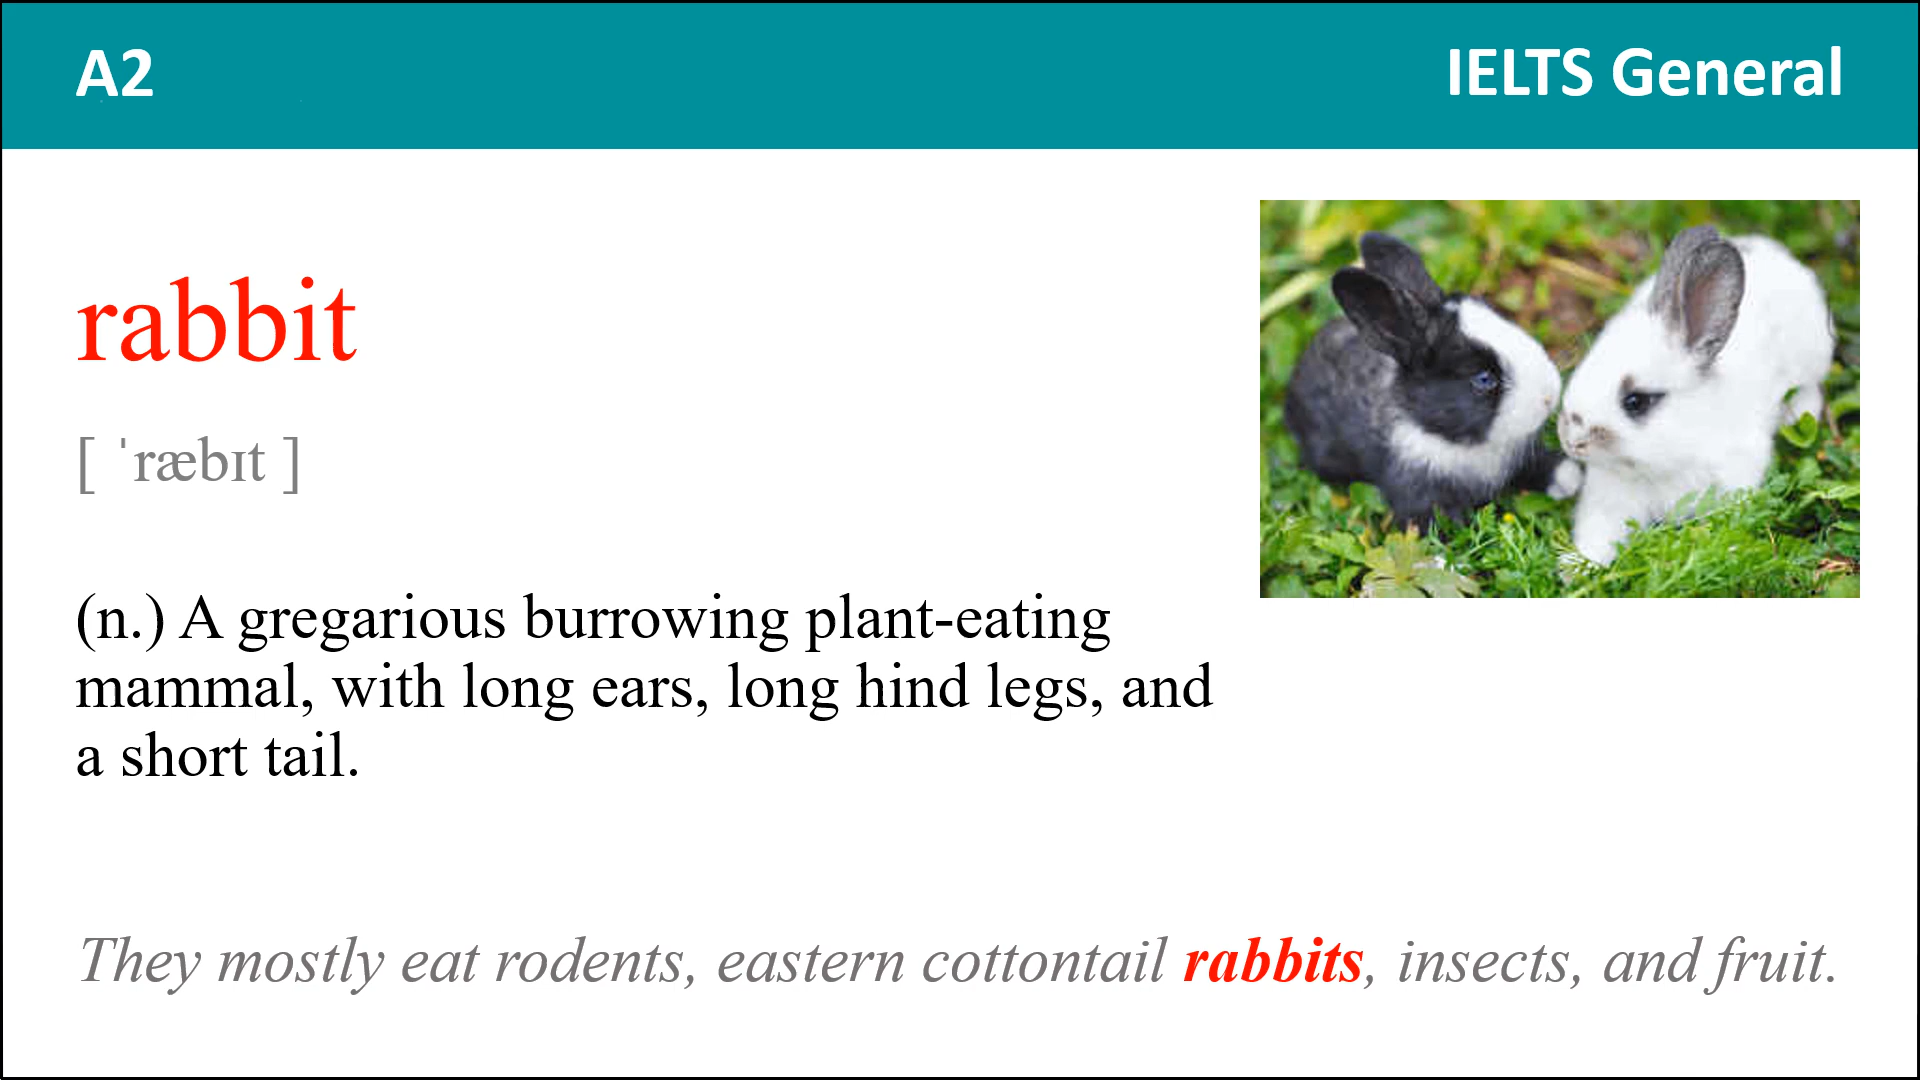 A2
IELTS General
rabbit
[ ˈræbɪt ]
(n.) A gregarious burrowing plant-eating
mammal, with long ears, long hind legs, and
a short tail.
They mostly eat rodents, eastern cottontail rabbits, insects, and fruit.